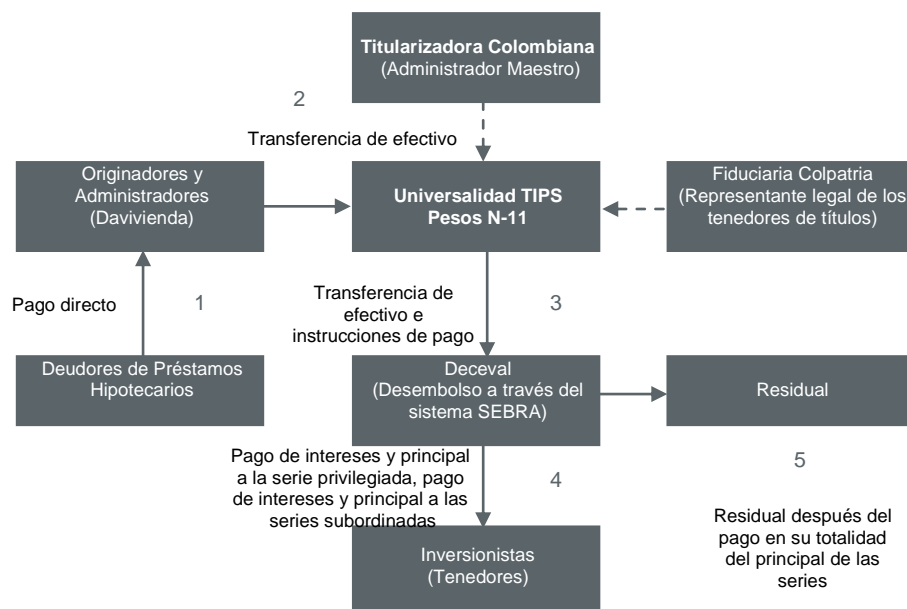 Titularizadora Colombiana
(Administrador Maestro)
2
Transferencia de efectivo
Originadores y
Administradores
(Davivienda)
Universalidad TIPS
Pesos N-11
Fiduciaria Colpatria
(Representante legal de los
tenedores de títulos)
Pago directo
1
Transferencia de
efectivo e
instrucciones de pago
3
Deudores de Préstamos
Hipotecarios
Deceval
(Desembolso a través del
sistema SEBRA)
Residual
Pago de intereses y principal
a la serie privilegiada, pago
de intereses y principal a las
series subordinadas
4
5
Residual después del
pago en su totalidad
del principal de las
series
Inversionistas
(Tenedores)